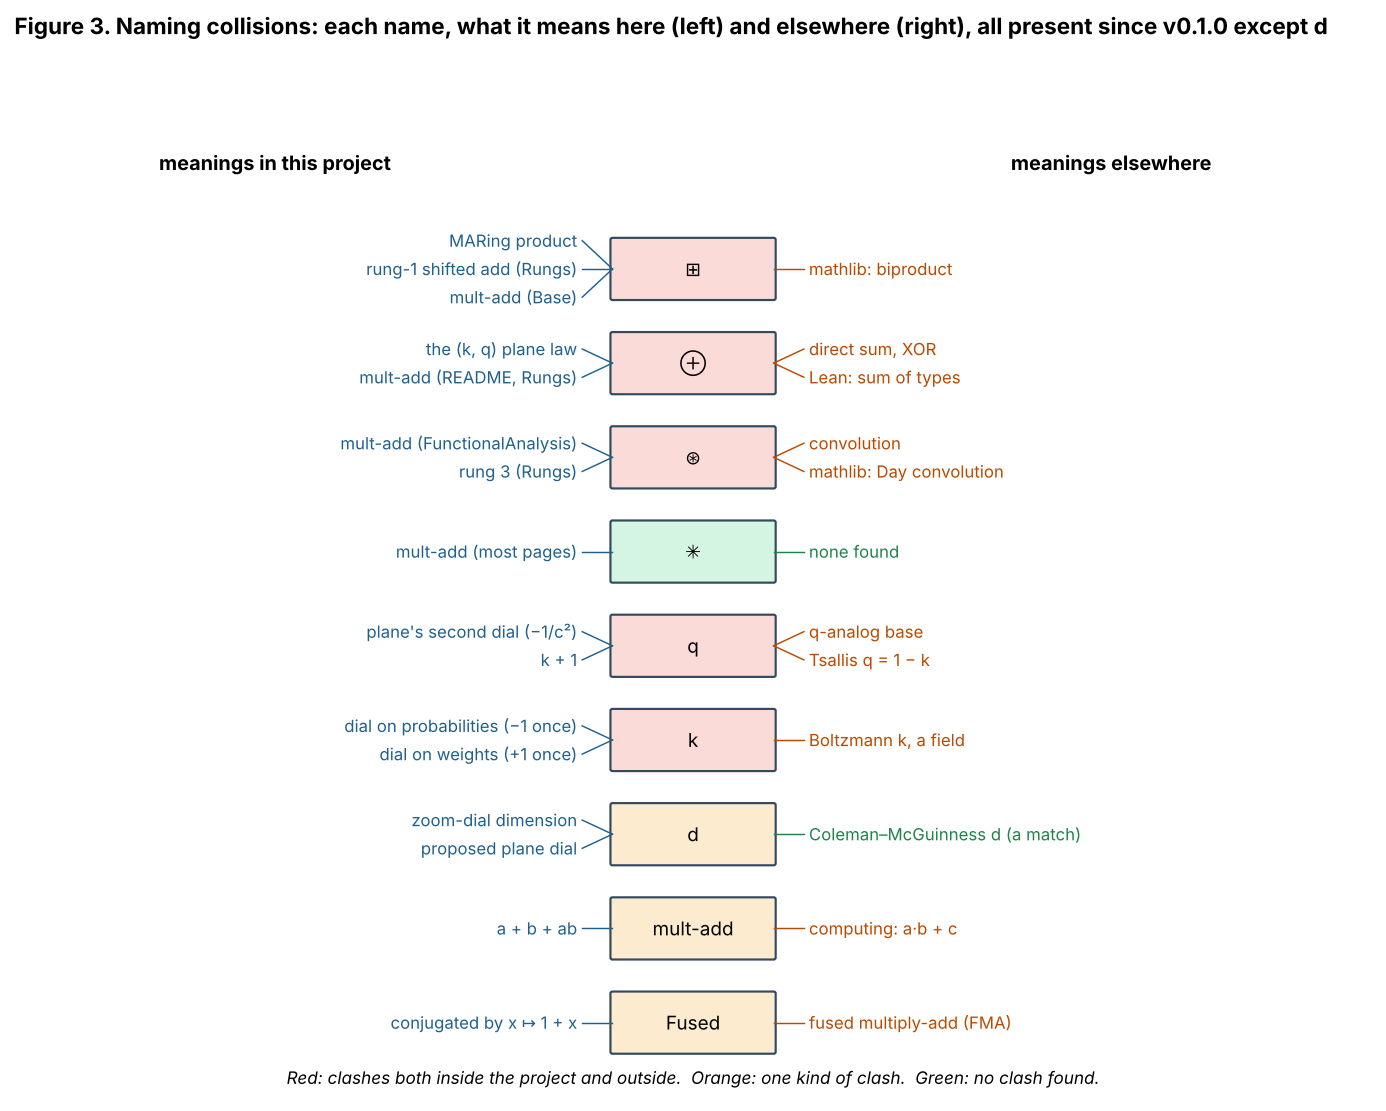 Figure 3. Naming collisions: each name, what it means here (left) and elsewhere (right), all present since v0.1.0 except d
meanings in this project
meanings elsewhere
MARing product
rung-1 shifted add (Rungs)
mult-add (Base)
⊞
mathlib: biproduct
the (k, q) plane law
mult-add (README, Rungs)
⊕
direct sum, XOR
Lean: sum of types
mult-add (FunctionalAnalysis)
rung 3 (Rungs)
⊛
convolution
mathlib: Day convolution
mult-add (most pages)
✳
none found
plane's second dial (−1/c²)
k + 1
q
q-analog base
Tsallis q = 1 − k
dial on probabilities (−1 once)
dial on weights (+1 once)
k
Boltzmann k, a field
zoom-dial dimension
proposed plane dial
d
Coleman–McGuinness d (a match)
a + b + ab
mult-add
computing: a·b + c
conjugated by x ↦ 1 + x
Fused
fused multiply-add (FMA)
Red: clashes both inside the project and outside. Orange: one kind of clash. Green: no clash found.